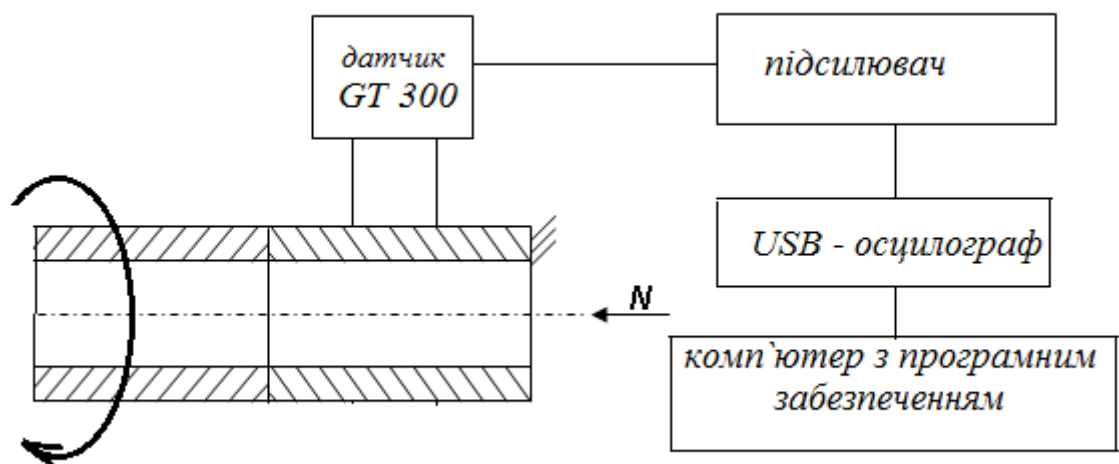 датчик
GT 300
підсилювач
USB - осцилограф
N
комп`ютер з програмним
забезпеченням